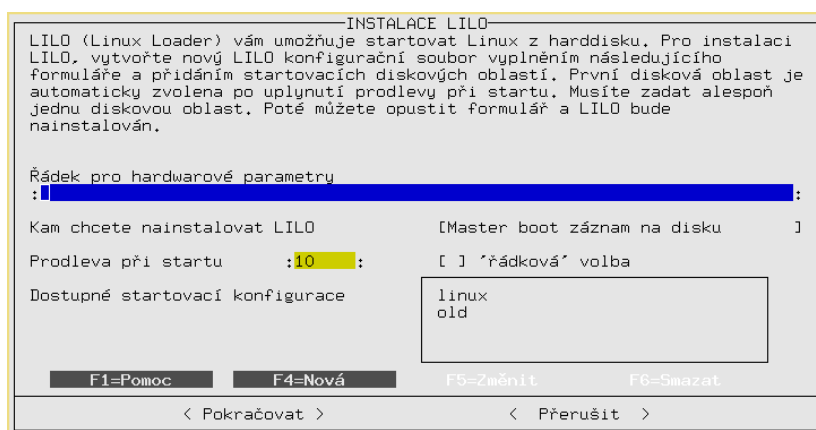 INSTALACE LILO
LILO (Linux Loader) vám umožňuje startovat Linux z harddisku. Pro instalaci
LILO, vytvořte nový LILO konfigurační soubor vyplněním následujícího
formuláře a přidáním startovacích diskových oblastí. První disková oblast je
automaticky zvolena po uplynutí prodlevy při startu. Musíte zadat alespoň
jednu diskovou oblast. Poté můžete opustit formulář a LILO bude
nainstalován.
Řádek pro hardwarové parametry
: :
Kam chcete nainstalovat LILO [Master boot záznam na disku ]
Prodleva při startu :10 : [ ] ´řádková´ volba
Dostupné startovací konfigurace linux
old
F1=Pomoc F4=Nová F5=Změnit F6=Smazat
< Pokračovat > < Přerušit >